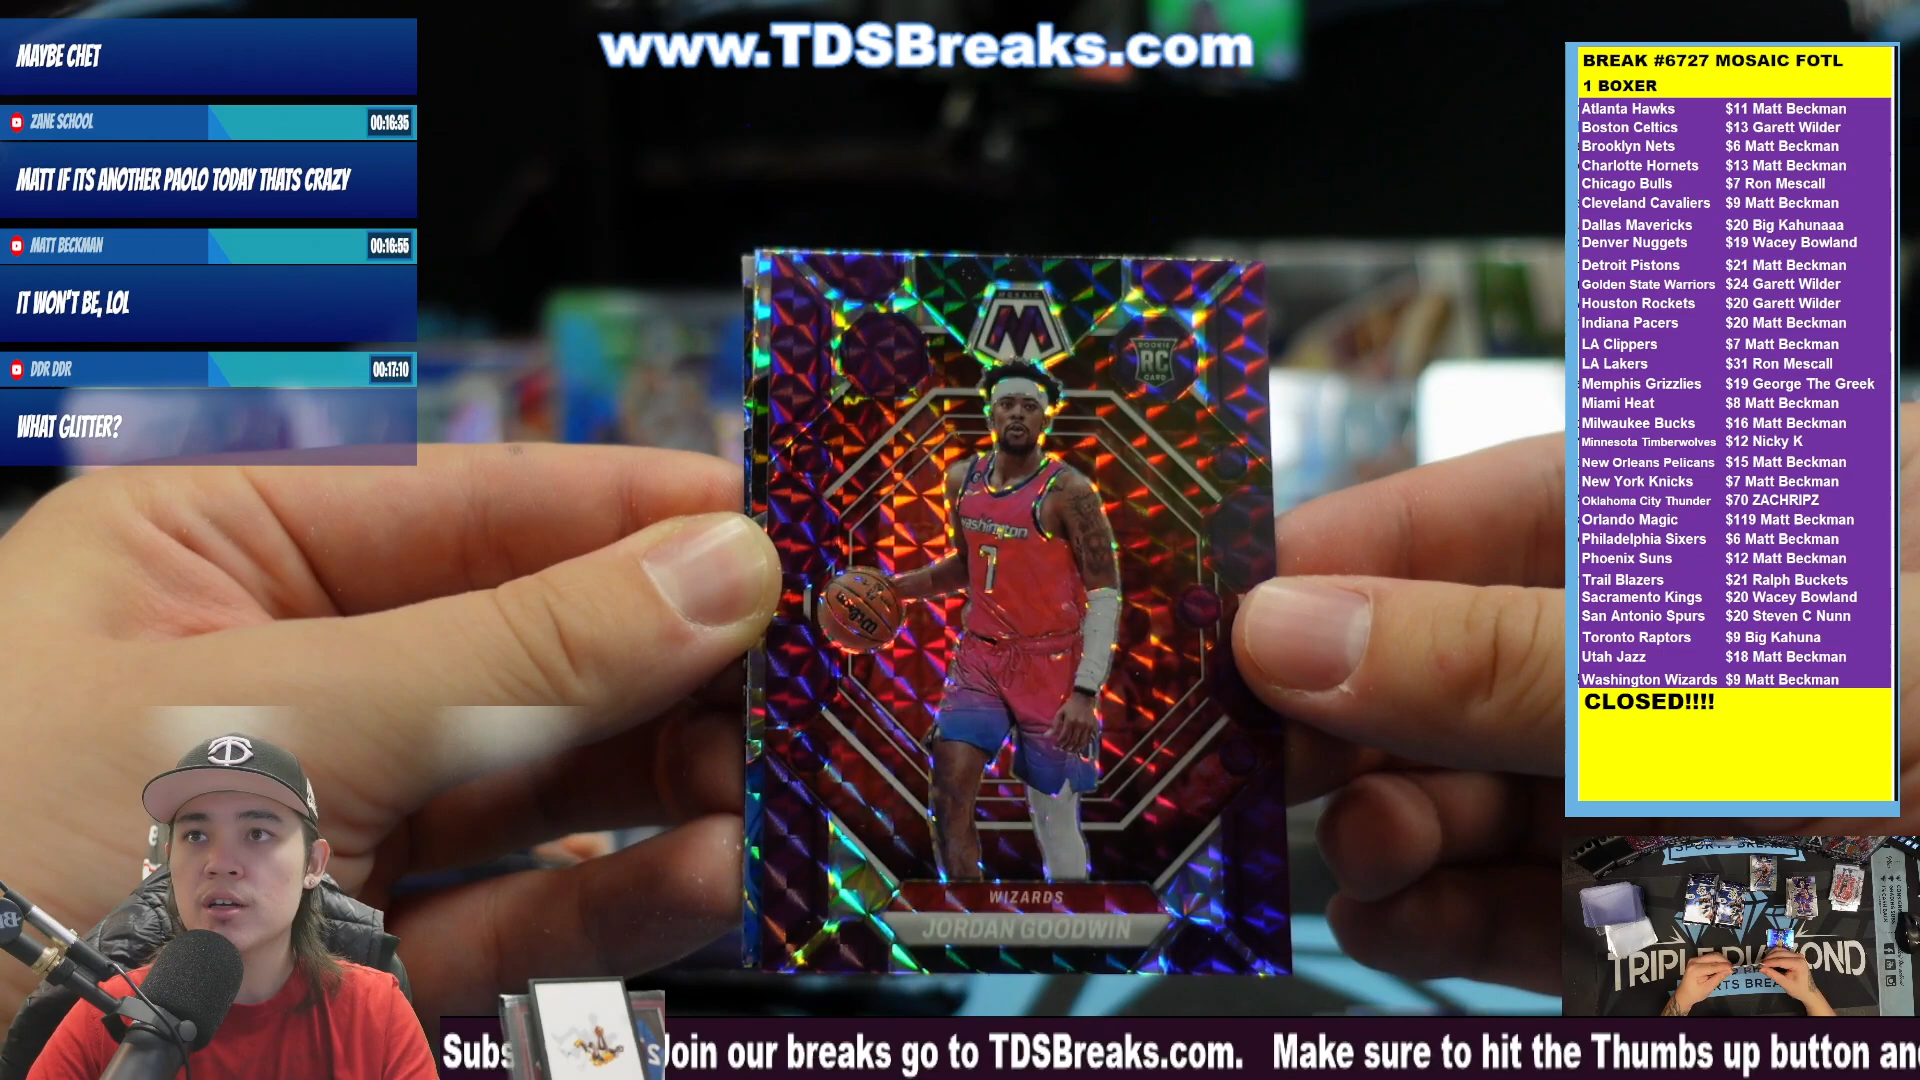 www.TDSBreaks.com
MAYBE CHET
ZANE SCHOOL 00:16:35
MATT IF ITS ANOTHER PAOLO TODAY THATS CRAZY
MATT BECKMAN 00:16:55
IT WON'T BE, LOL
DDR DDR 00:17:10
WHAT GLITTER?
MOSAIC
M
ROOKIE
RC
CARD
Washington
7
WIZARDS
JORDAN GOODWIN
BREAK #6727 MOSAIC FOTL
1 BOXER
Atlanta Hawks $11 Matt Beckman
Boston Celtics $13 Garett Wilder
Brooklyn Nets $6 Matt Beckman
Charlotte Hornets $13 Matt Beckman
Chicago Bulls $7 Ron Mescall
Cleveland Cavaliers $9 Matt Beckman
Dallas Mavericks $20 Big Kahunaaa
Denver Nuggets $19 Wacey Bowland
Detroit Pistons $21 Matt Beckman
Golden State Warriors $24 Garett Wilder
Houston Rockets $20 Garett Wilder
Indiana Pacers $20 Matt Beckman
LA Clippers $7 Matt Beckman
LA Lakers $31 Ron Mescall
Memphis Grizzlies $19 George The Greek
Miami Heat $8 Matt Beckman
Milwaukee Bucks $16 Matt Beckman
Minnesota Timberwolves $12 Nicky K
New Orleans Pelicans $15 Matt Beckman
New York Knicks $7 Matt Beckman
Oklahoma City Thunder $70 ZACHRIPZ
Orlando Magic $119 Matt Beckman
Philadelphia Sixers $6 Matt Beckman
Phoenix Suns $12 Matt Beckman
Trail Blazers $21 Ralph Buckets
Sacramento Kings $20 Wacey Bowland
San Antonio Spurs $20 Steven C Nunn
Toronto Raptors $9 Big Kahuna
Utah Jazz $18 Matt Beckman
Washington Wizards $9 Matt Beckman
CLOSED!!!!
TC
SPORTS BREAK
TRIPLE DIAMOND
RTS BREA
Subs
Join our breaks go to TDSBreaks.com. Make sure to hit the Thumbs up button an